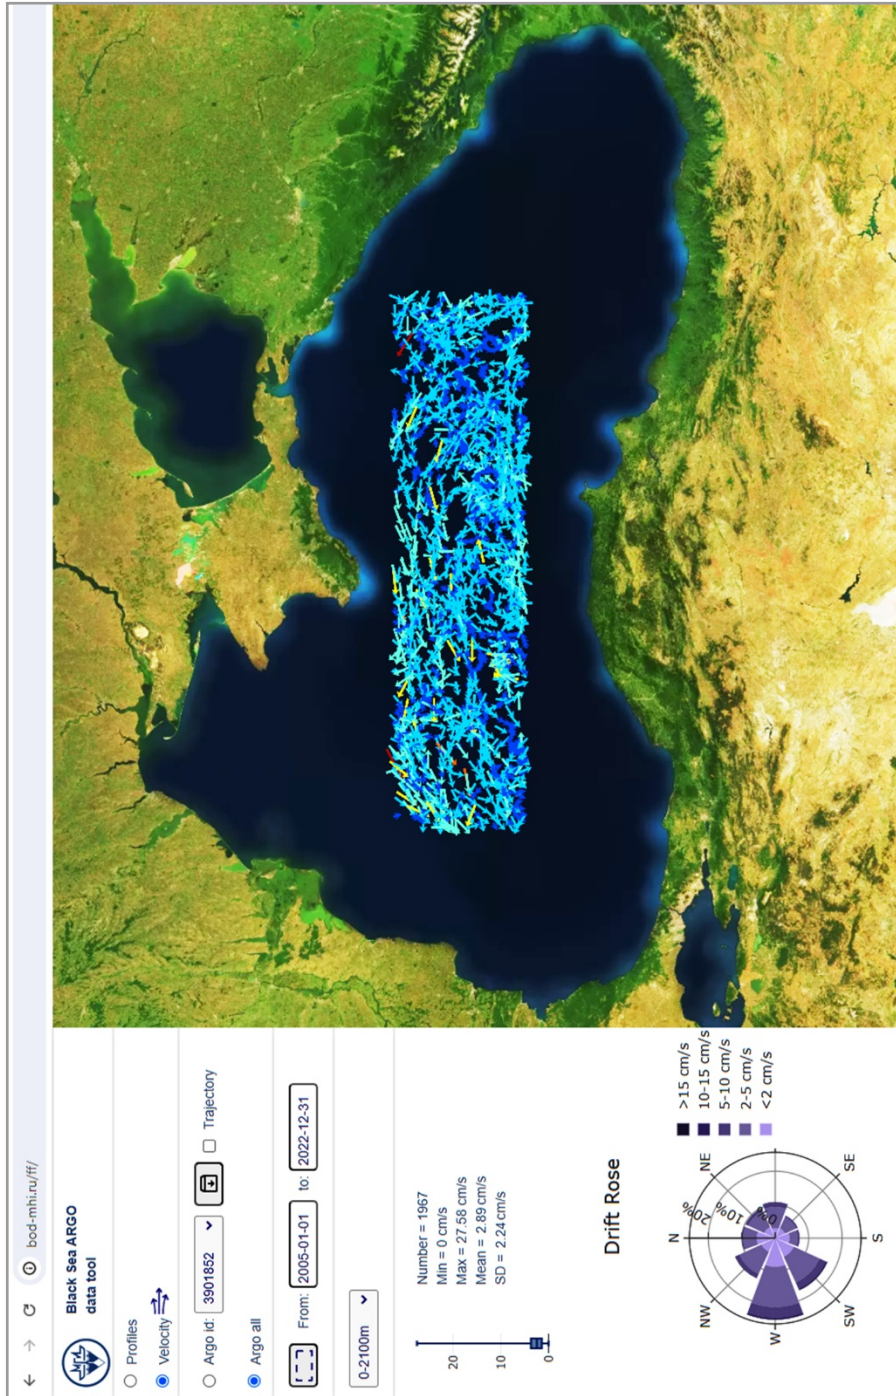 bod-mhi.ru/ff/
Black Sea ARGO
data tool
Profiles
Velocity
Argo id: 3901852
Trajectory
Argo all
From: 2005-01-01 to: 2022-12-31
0-2100m
20
10
0
Number = 1967
Min = 0 cm/s
Max = 27.58 cm/s
Mean = 2.89 cm/s
SD = 2.24 cm/s
Drift Rose
N
NE
SE
S
SW
W
NW
20%
10%
0%
>15 cm/s
10-15 cm/s
5-10 cm/s
2-5 cm/s
<2 cm/s